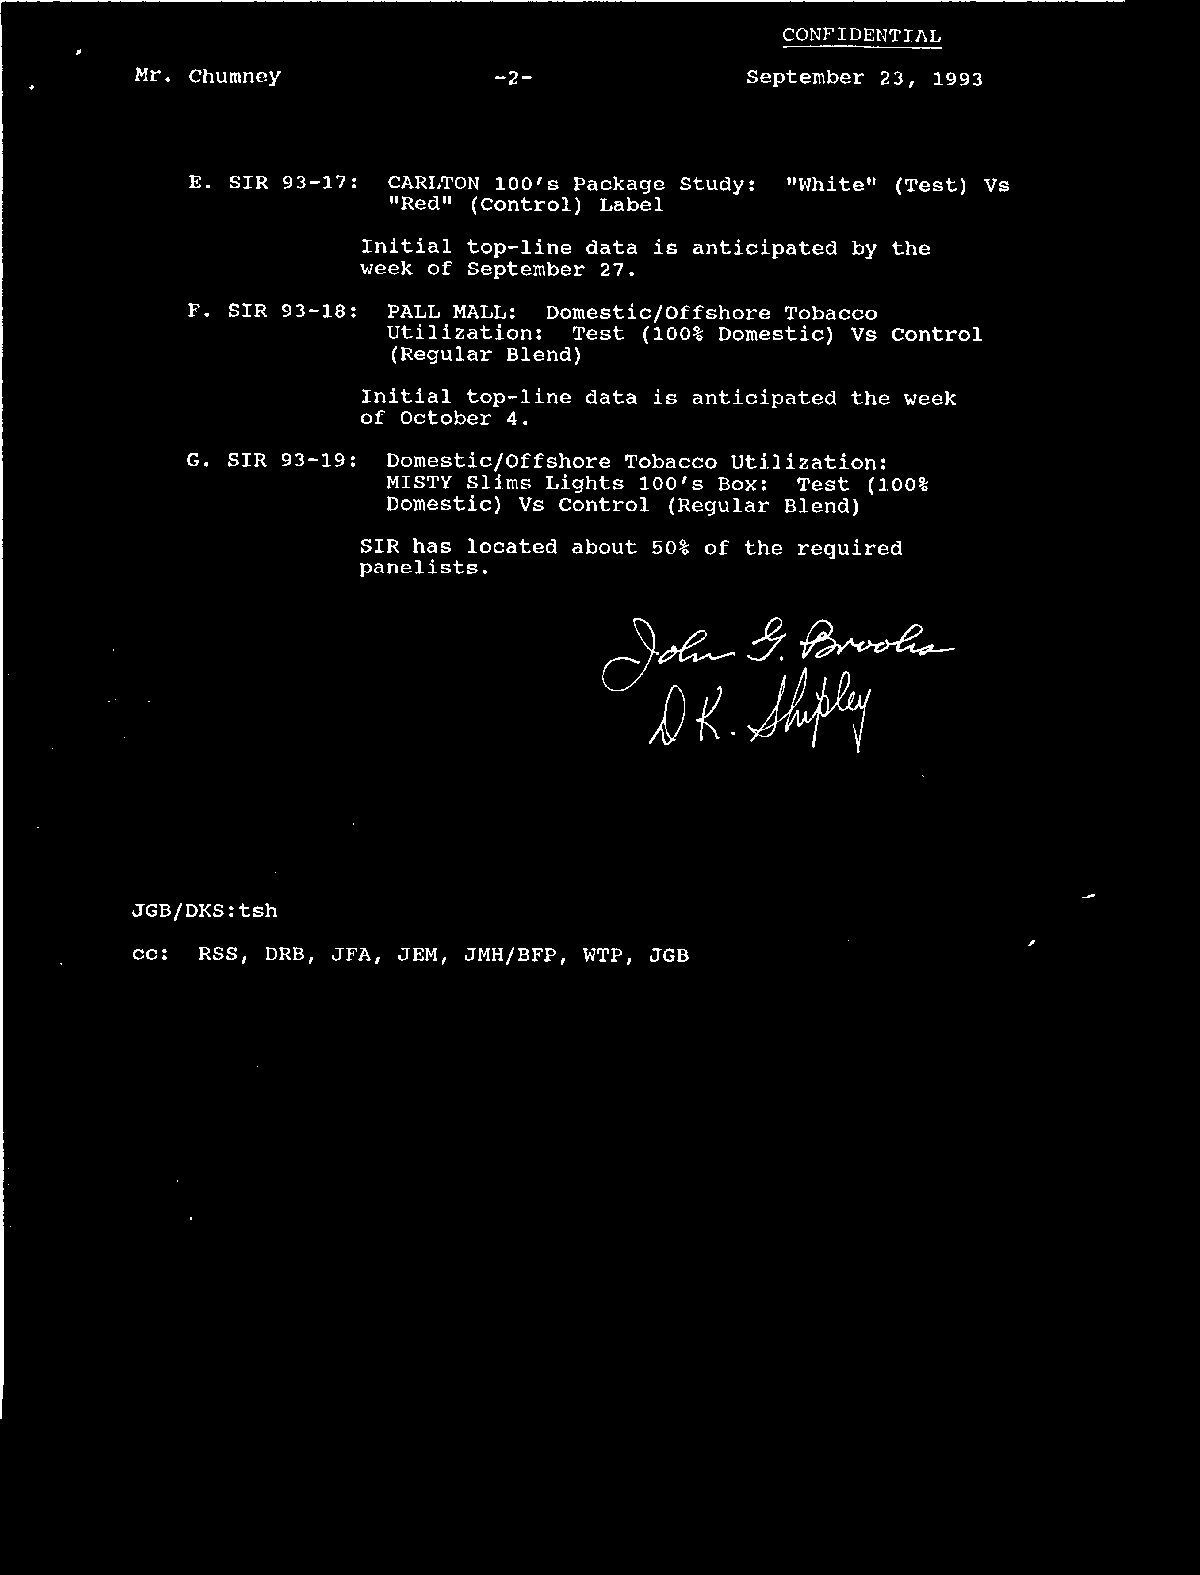 CONFIDENTIAL
Mr. Chumney -2- September 23, 1993
E. SIR 93-17: CARLTON 100's Package Study: "White" (Test) Vs
"Red" (Control) Label
Initial top-line data is anticipated by the
week of September 27.
F. SIR 93-18: PALL MALL: Domestic/Offshore Tobacco
Utilization: Test (100% Domestic) Vs Control
(Regular Blend)
Initial top-line data is anticipated the week
of October 4.
G. SIR 93-19: Domestic/Offshore Tobacco Utilization:
MISTY Slims Lights 100's Box: Test (100%
Domestic) Vs Control (Regular Blend)
SIR has located about 50% of the required
panelists.
John G. Brooks
D K. Shipley
JGB/DKS:tsh
cc: RSS, DRB, JFA, JEM, JMH/BFP, WTP, JGB